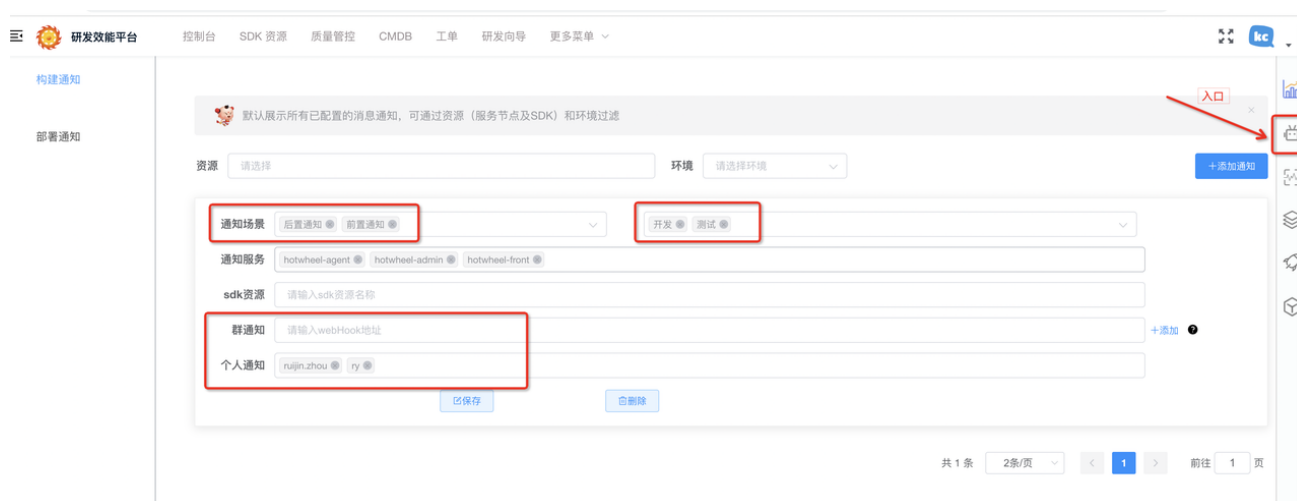 研发效能平台 控制台 SDK 资源 质量管控 CMDB 工单 研发向导 更多菜单 kc
构建通知
入口
默认展示所有已配置的消息通知，可通过资源（服务节点及SDK）和环境过滤
部署通知
资源 请选择 环境 请选择环境 ＋添加通知
通知场景 后置通知 前置通知 开发 测试
通知服务 hotwheel-agent hotwheel-admin hotwheel-front
sdk资源 请输入sdk资源名称
群通知 请输入webHook地址 ＋添加 ?
个人通知 ruijin.zhou ry
保存 删除
共 1 条 2条/页 < 1 > 前往 1 页